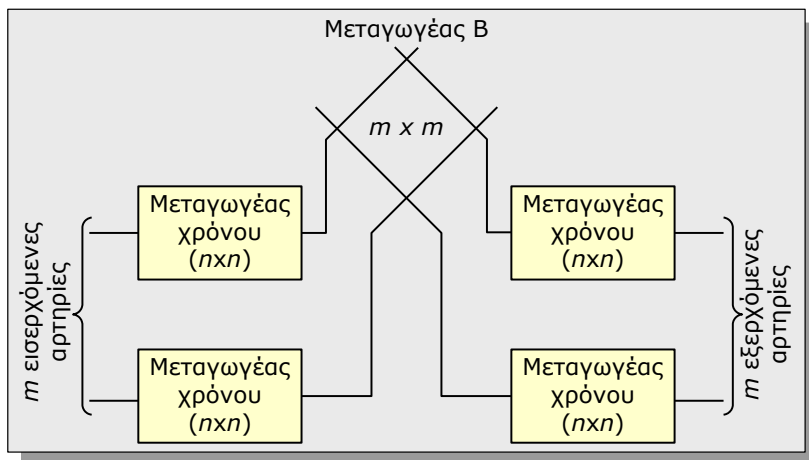 Μεταγωγέας Β
m x m
Μεταγωγέας
χρόνου
(nxn)
Μεταγωγέας
χρόνου
(nxn)
m εισερχόμενες
αρτηρίες
m εξερχόμενες
αρτηρίες
Μεταγωγέας
χρόνου
(nxn)
Μεταγωγέας
χρόνου
(nxn)